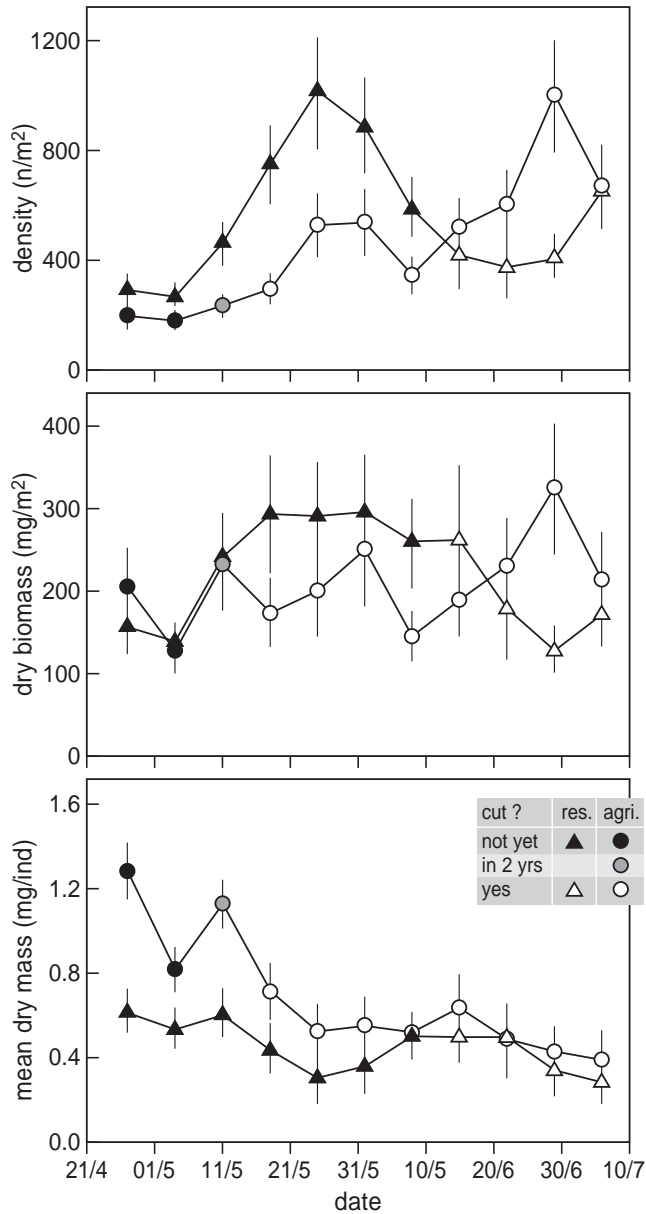 1200
800
400
0
density (n/m²)
400
300
200
100
0
dry biomass (mg/m²)
1.6
1.2
0.8
0.4
0.0
mean dry mass (mg/ind)
cut ? res. agri.
not yet
in 2 yrs
yes
21/4 01/5 11/5 21/5 31/5 10/5 20/6 30/6 10/7
date